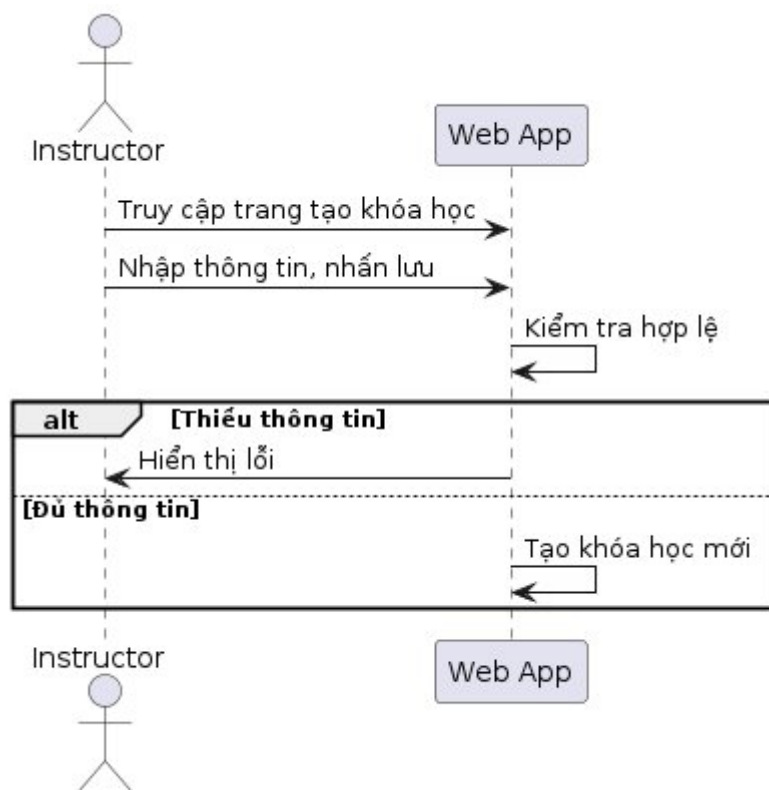 Instructor
Web App
Truy cập trang tạo khóa học
Nhập thông tin, nhấn lưu
Kiểm tra hợp lệ
alt [Thiếu thông tin]
Hiển thị lỗi
[Đủ thông tin]
Tạo khóa học mới
Instructor
Web App